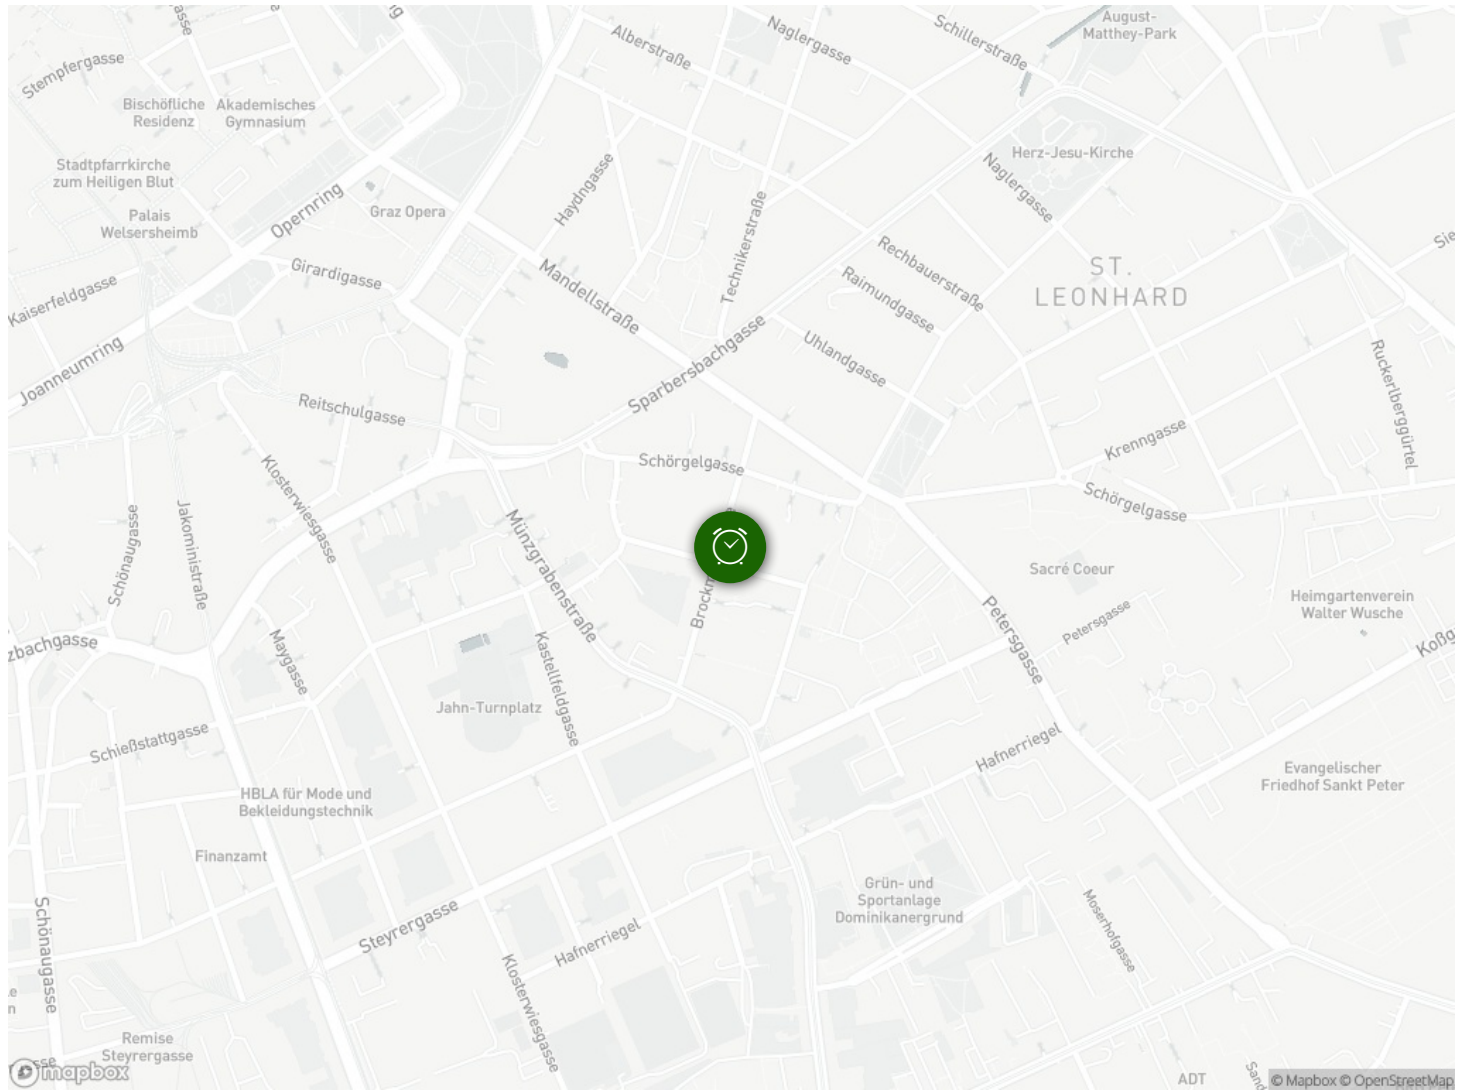 August-
Matthey-Park
Stempfergasse
Alberstraße
Naglergasse
Schillerstraße
Bischöfliche
Residenz
Akademisches
Gymnasium
Herz-Jesu-Kirche
Stadtpfarrkirche
zum Heiligen Blut
Haydngasse
Naglergasse
Palais
Welsersheimb
Opernring
Graz Opera
Technikerstraße
Rechbauerstraße
ST.
LEONHARD
Girardigasse
Mandellstraße
Raimundgasse
Kaiserfeldgasse
Joanneumring
Sparbersbachgasse
Uhlandgasse
Ruckerlberggürtel
Reitschulgasse
Krenngasse
Schörgelgasse
Schörgelgasse
Klosterwiesgasse
Jakoministraße
Schönaugasse
Münzgrabenstraße
Sacré Coeur
Heimgartenverein
Walter Wusche
Petersgasse
Petersgasse
zbachgasse
Maygasse
Kastellfeldgasse
Brockm
Koßg
Jahn-Turnplatz
Schießstattgasse
Hafnerriegel
Evangelischer
Friedhof Sankt Peter
HBLA für Mode und
Bekleidungstechnik
Finanzamt
Grün- und
Sportanlage
Dominikanergrund
Moserhofgasse
Schönaugasse
Steyrergasse
Hafnerriegel
Klosterwiesgasse
Remise
Steyrergasse
ADT
mapbox
© Mapbox © OpenStreetMap